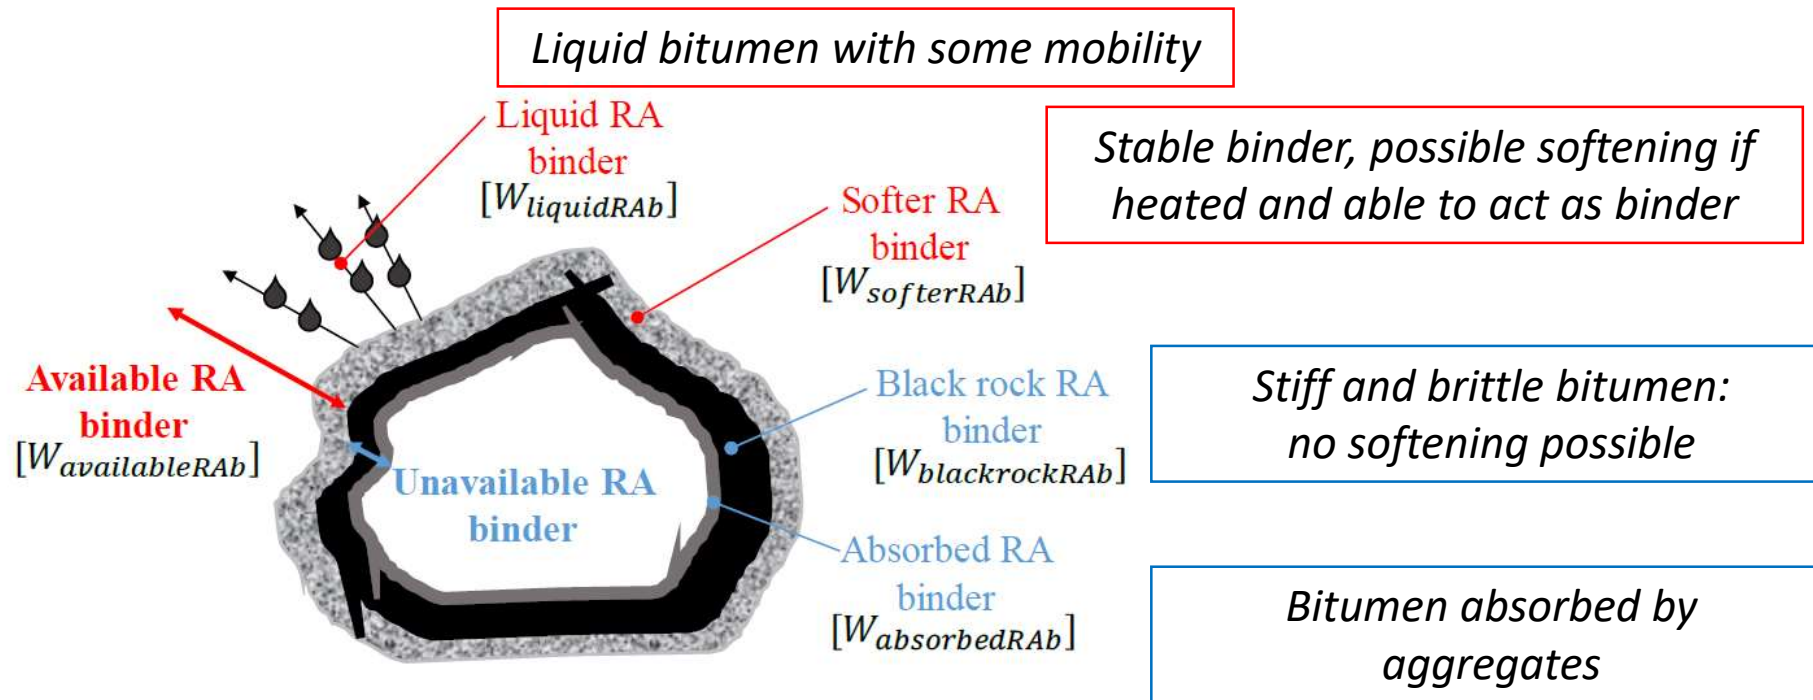 Liquid bitumen with some mobility
Liquid RA
binder
[W_liquidRAb]
Stable binder, possible softening if
heated and able to act as binder
Softer RA
binder
[W_softerRAb]
Available RA
binder
[W_availableRAb]
Unavailable RA
binder
Black rock RA
binder
[W_blackrockRAb]
Stiff and brittle bitumen:
no softening possible
Absorbed RA
binder
[W_absorbedRAb]
Bitumen absorbed by
aggregates